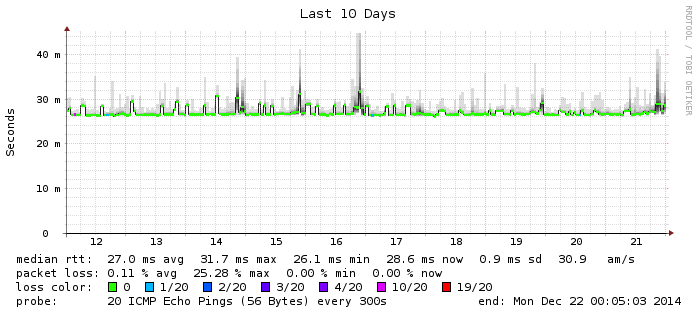 Last 10 Days
RRDTOOL / TOBI OETIKER
Seconds
40 m
30 m
20 m
10 m
0
12 13 14 15 16 17 18 19 20 21
median rtt: 27.0 ms avg 31.7 ms max 26.1 ms min 28.6 ms now 0.9 ms sd 30.9 am/s
packet loss: 0.11 % avg 25.28 % max 0.00 % min 0.00 % now
loss color: 0 1/20 2/20 3/20 4/20 10/20 19/20
probe: 20 ICMP Echo Pings (56 Bytes) every 300s end: Mon Dec 22 00:05:03 2014